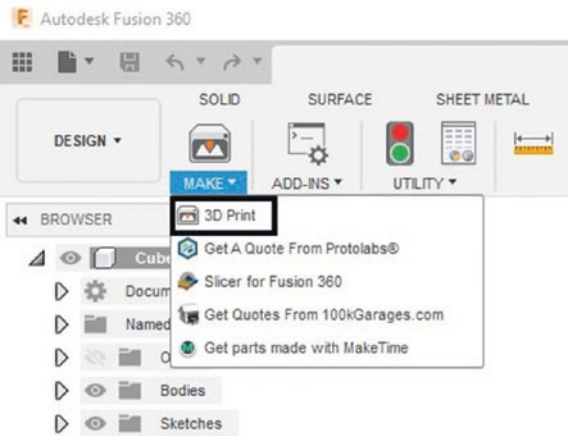 Autodesk Fusion 360
SOLID SURFACE SHEET METAL
DESIGN
MAKE ADD-INS UTILITY
BROWSER
3D Print
Get A Quote From Protolabs®
Slicer for Fusion 360
Get Quotes From 100kGarages.com
Get parts made with MakeTime
Cube
Docum
Named
O
Bodies
Sketches